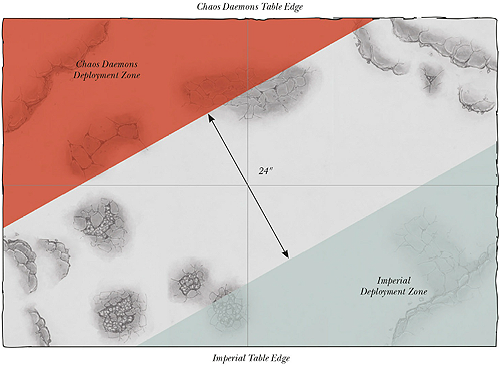 Chaos Daemons Table Edge
Chaos Daemons
Deployment Zone
24"
Imperial
Deployment Zone
Imperial Table Edge